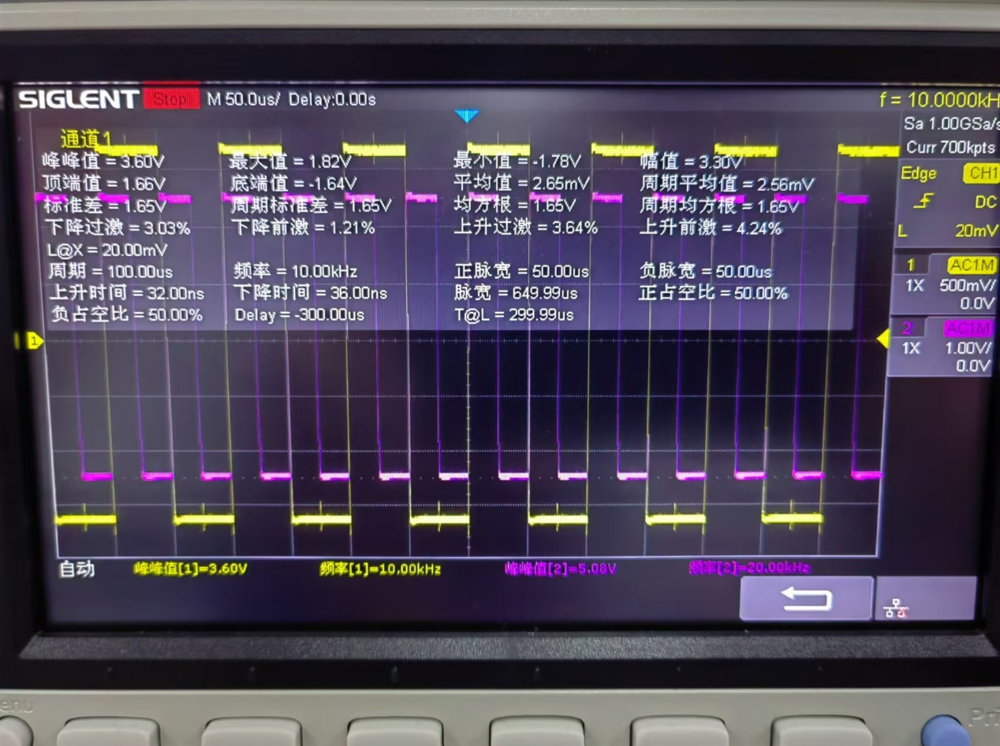 SIGLENT Stop M 50.0us/ Delay:0.00s f = 10.0000kH
Sa 1.00GSa/s
Curr 700kpts
通道1
峰峰值 = 3.60V 最大值 = 1.82V 最小值 = -1.78V 幅值 = 3.30V
顶端值 = 1.66V 底端值 = -1.64V 平均值 = 2.65mV 周期平均值 = 2.56mV
标准差 = 1.65V 周期标准差 = 1.65V 均方根 = 1.65V 周期均方根 = 1.65V
下降过激 = 3.03% 下降前激 = 1.21% 上升过激 = 3.64% 上升前激 = 4.24%
L@X = 20.00mV
周期 = 100.00us 频率 = 10.00kHz 正脉宽 = 50.00us 负脉宽 = 50.00us
上升时间 = 32.00ns 下降时间 = 36.00ns 脉宽 = 649.99us 正占空比 = 50.00%
负占空比 = 50.00% Delay = -300.00us T@L = 299.99us
Edge CH1
DC
L 20mV
1 AC1M
1X 500mV/
0.0V
2 AC1M
1X 1.00V/
0.0V
1
自动 峰峰值[1]=3.60V 频率[1]=10.00kHz 峰峰值[2]=5.08V 频率[2]=20.00kHz
enu
Pri